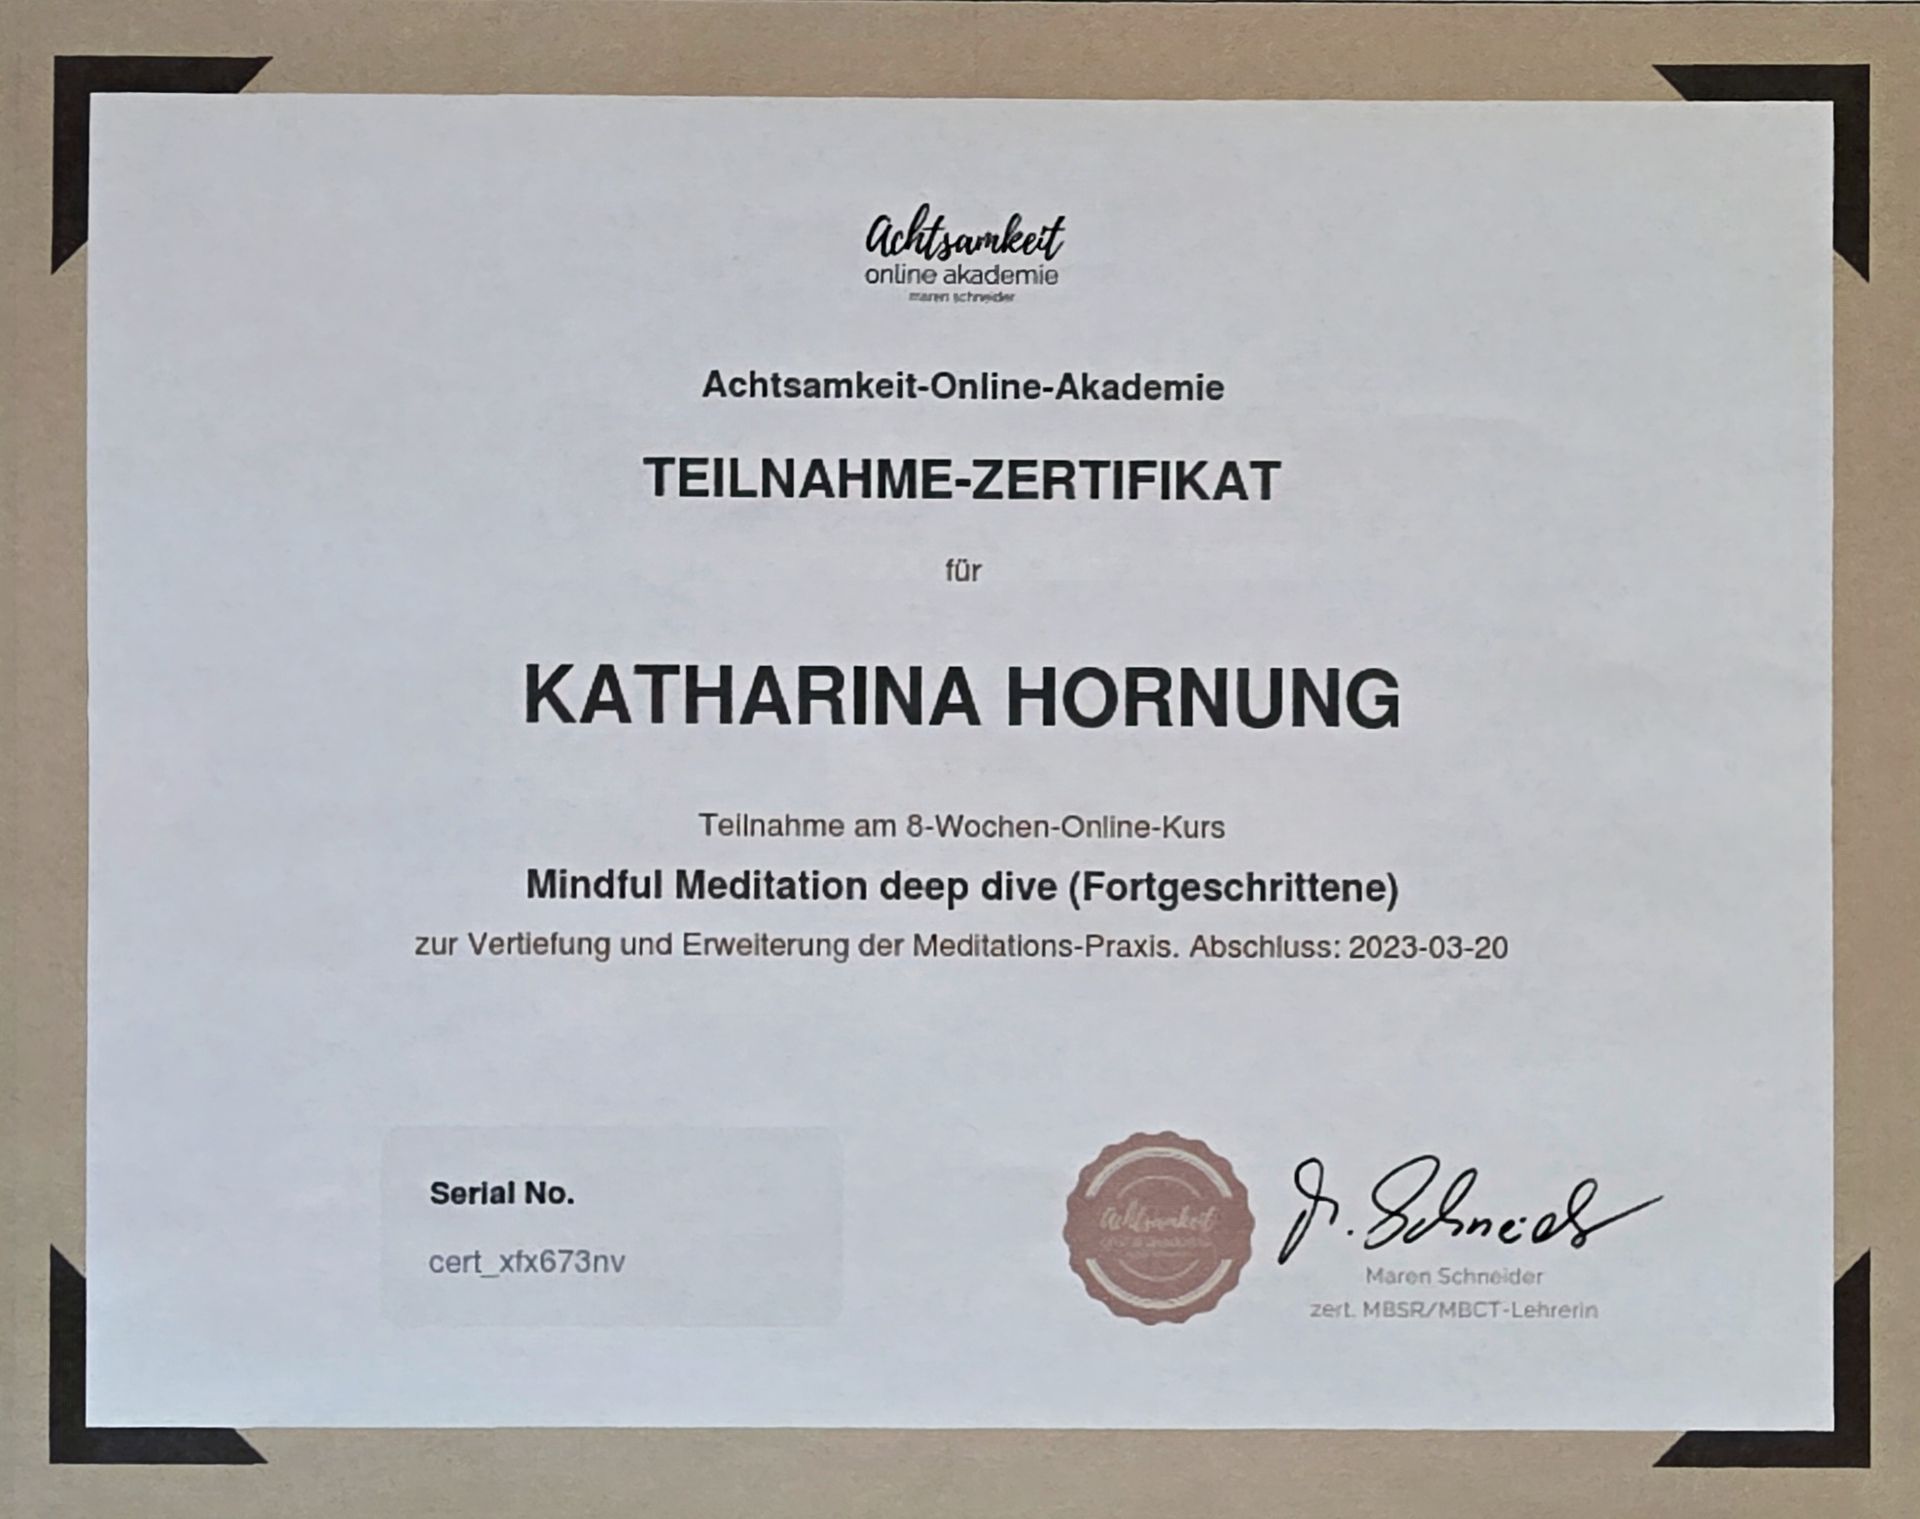 Achtsamkeit
online akademie
maren schneider
Achtsamkeit-Online-Akademie
TEILNAHME-ZERTIFIKAT
für
KATHARINA HORNUNG
Teilnahme am 8-Wochen-Online-Kurs
Mindful Meditation deep dive (Fortgeschrittene)
zur Vertiefung und Erweiterung der Meditations-Praxis. Abschluss: 2023-03-20
Serial No.
cert_xfx673nv
Achtsamkeit
M. Schneider
Maren Schneider
zert. MBSR/MBCT-Lehrerin